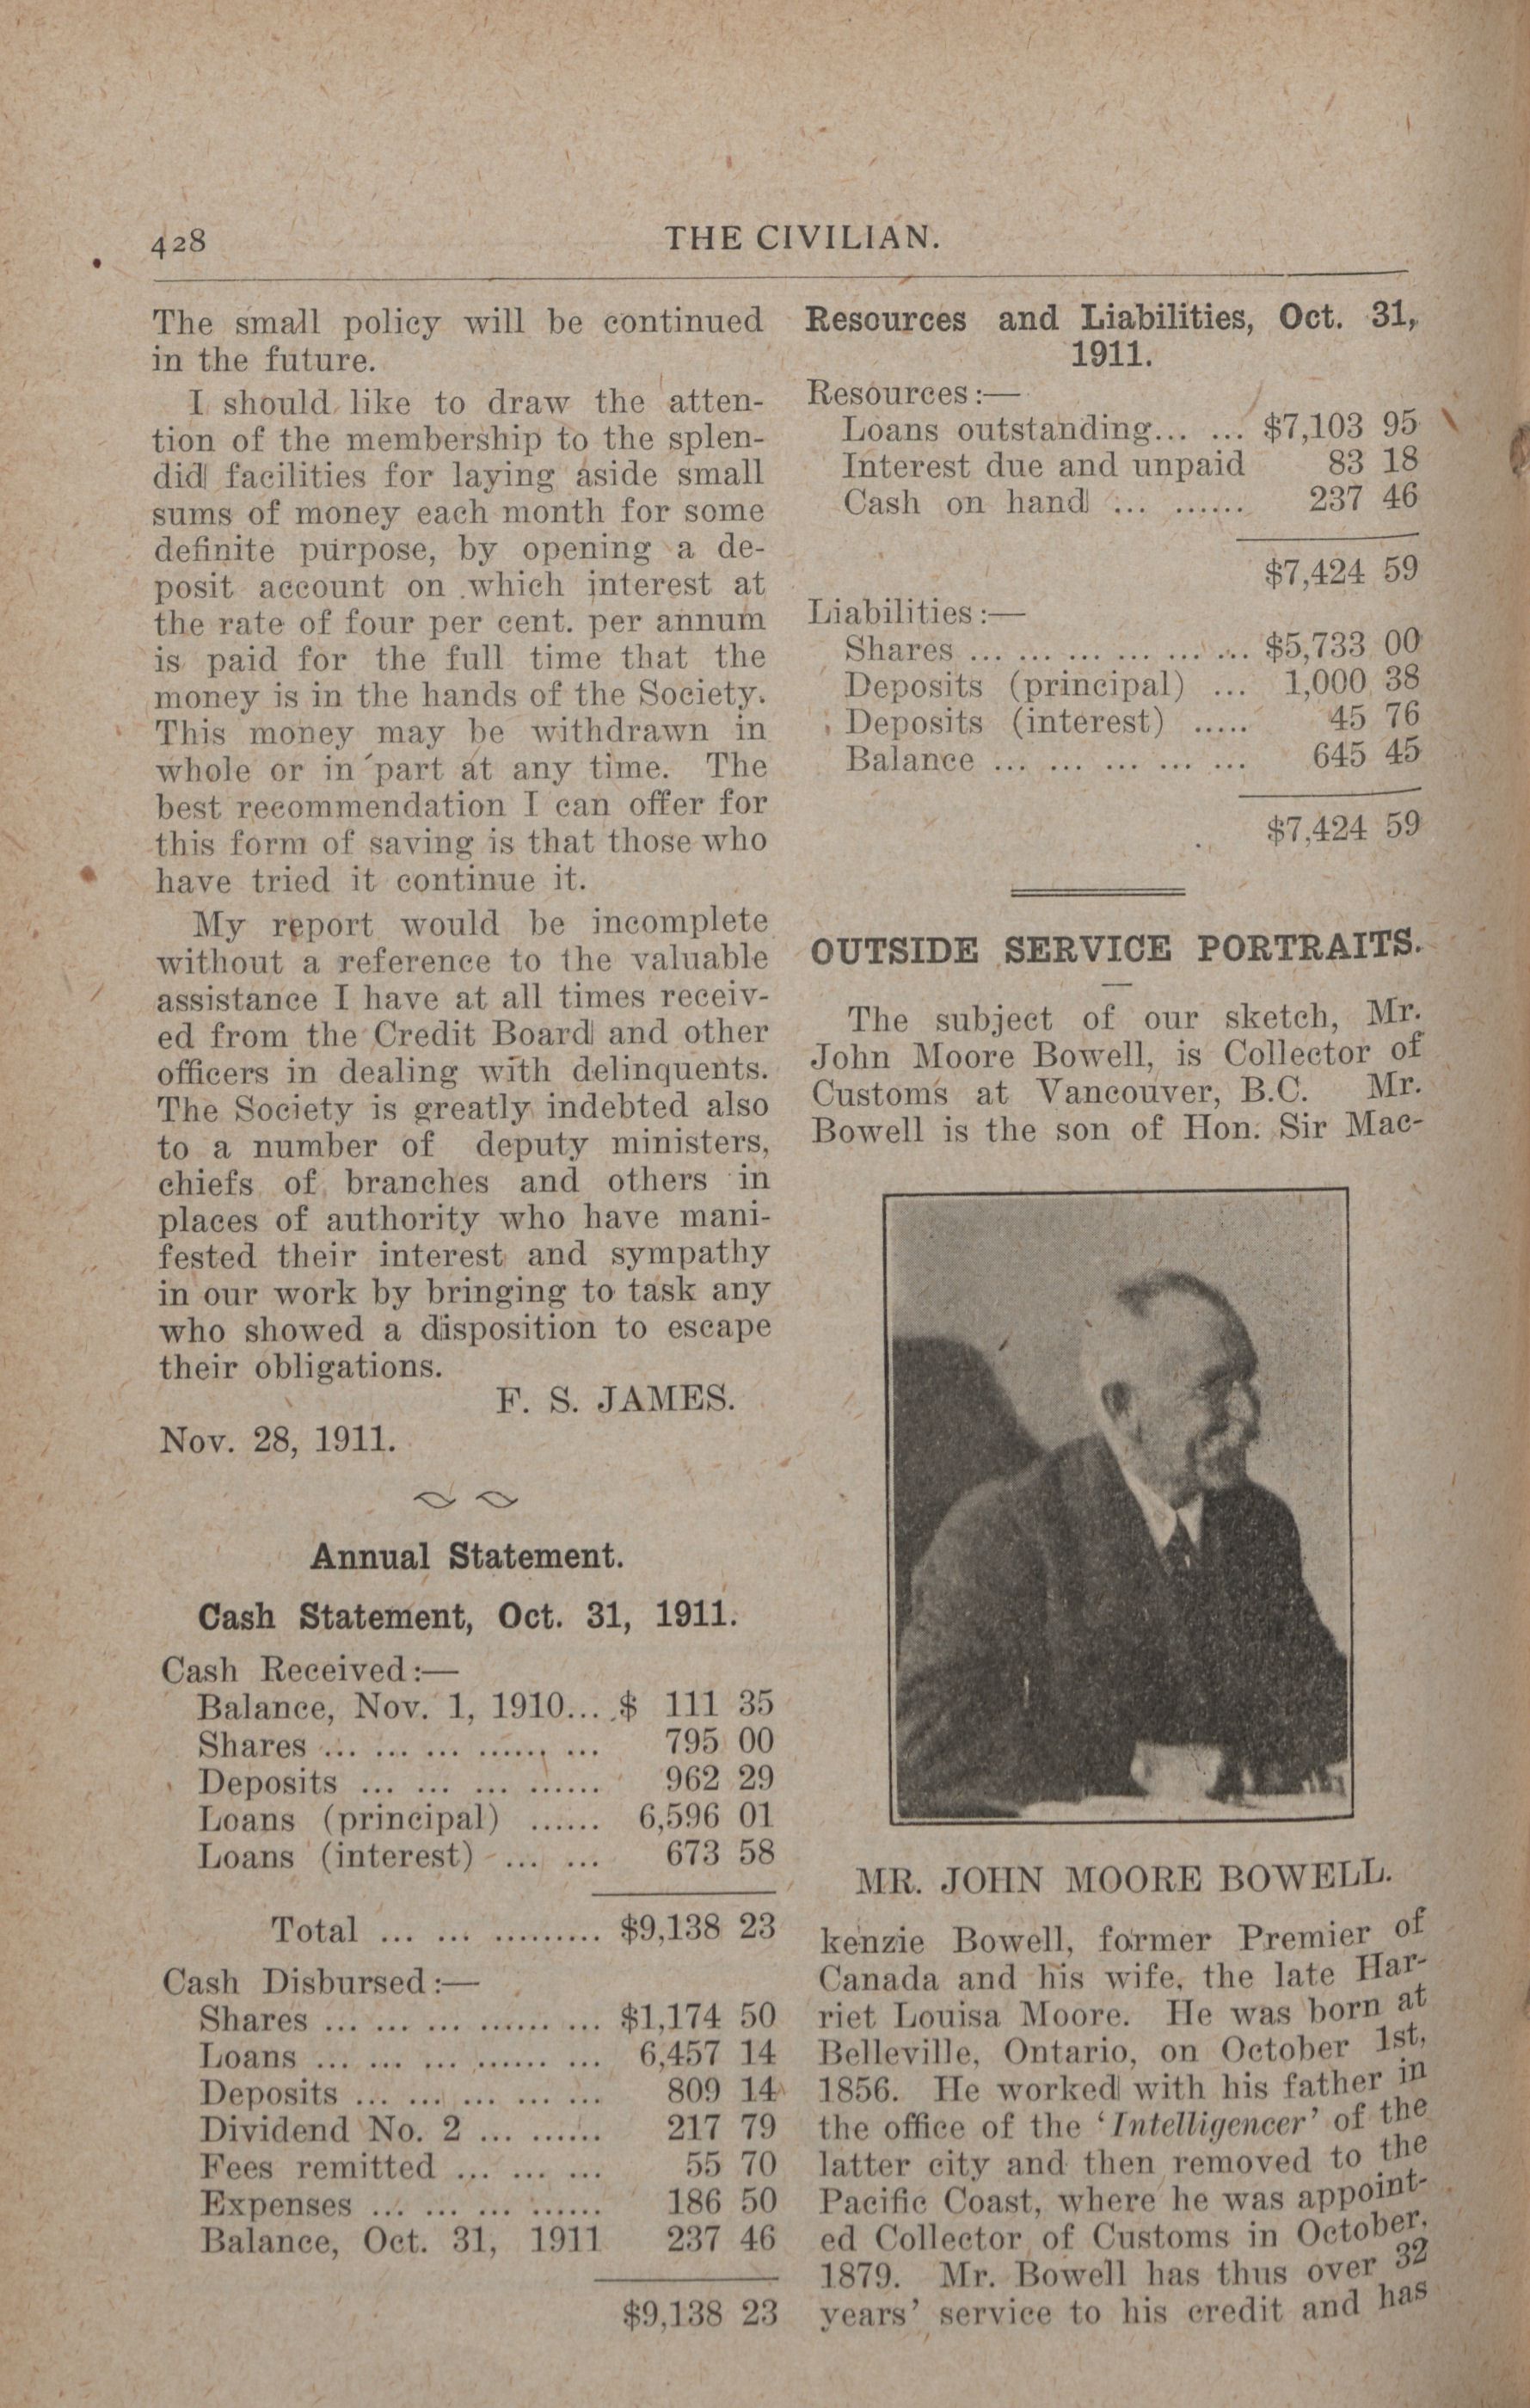 428
THE CIVILIAN.
The small policy will be continued
in the future.
I should like to draw the atten-
tion of the membership to the splen-
did facilities for laying aside small
sums of money each month for some
definite purpose, by opening a de-
posit account on which interest at
the rate of four per cent. per annum
is paid for the full time that the
money is in the hands of the Society.
This money may be withdrawn in
whole or in part at any time. The
best recommendation I can offer for
this form of saving is that those who
have tried it continue it.
My report would be incomplete
without a reference to the valuable
assistance I have at all times receiv-
ed from the Credit Board and other
officers in dealing with delinquents.
The Society is greatly indebted also
to a number of deputy ministers,
chiefs of branches and others in
places of authority who have mani-
fested their interest and sympathy
in our work by bringing to task any
who showed a disposition to escape
their obligations.
F. S. JAMES.
Nov. 28, 1911.
Annual Statement.
Cash Statement, Oct. 31, 1911.
Cash Received:—
Balance, Nov. 1, 1910... $ 111 35
Shares ... ... ... ...... ... 795 00
Deposits ... ... ... ...... 962 29
Loans (principal) ...... 6,596 01
Loans (interest) ... ... 673 58
Total ... ... ......... $9,138 23
Cash Disbursed:—
Shares ... ... ... ...... ... $1,174 50
Loans ... ... ... ...... ... 6,457 14
Deposits ... ... ... ... ... 809 14
Dividend No. 2 ... ...... 217 79
Fees remitted ... ... ... 55 70
Expenses ... ... ... ...... 186 50
Balance, Oct. 31, 1911 237 46
$9,138 23
Resources and Liabilities, Oct. 31,
1911.
Resources:—
Loans outstanding... ... $7,103 95
Interest due and unpaid 83 18
Cash on hand ... ...... 237 46
$7,424 59
Liabilities:—
Shares ... ... ... ... ... ... $5,733 00
Deposits (principal) ... 1,000 38
Deposits (interest) ..... 45 76
Balance ... ... ... ... ... 645 45
$7,424 59
OUTSIDE SERVICE PORTRAITS.
The subject of our sketch, Mr.
John Moore Bowell, is Collector of
Customs at Vancouver, B.C. Mr.
Bowell is the son of Hon. Sir Mac-
MR. JOHN MOORE BOWELL.
kenzie Bowell, former Premier of
Canada and his wife, the late Har-
riet Louisa Moore. He was born at
Belleville, Ontario, on October 1st,
1856. He worked with his father in
the office of the 'Intelligencer' of the
latter city and then removed to the
Pacific Coast, where he was appoint-
ed Collector of Customs in October,
1879. Mr. Bowell has thus over 32
years' service to his credit and has